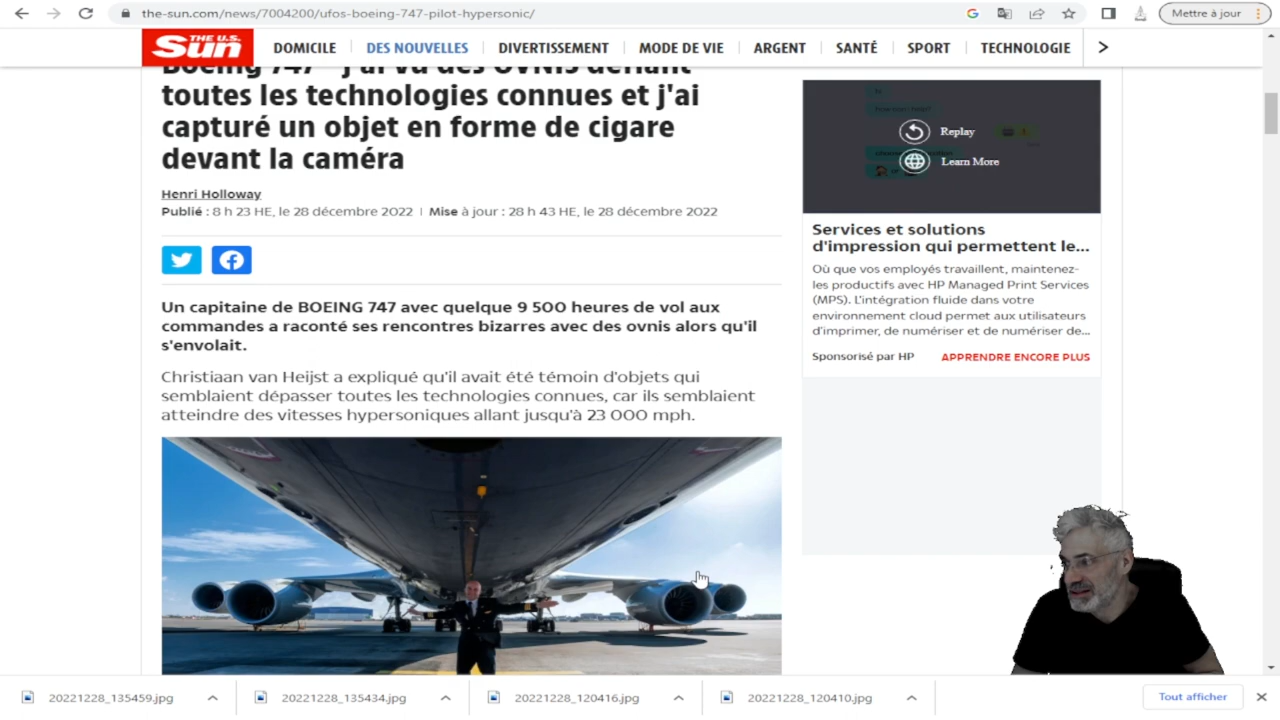 the-sun.com/news/7004200/ufos-boeing-747-pilot-hypersonic/
Mettre à jour
THE U.S.
Sun
DOMICILE
DES NOUVELLES
DIVERTISSEMENT
MODE DE VIE
ARGENT
SANTÉ
SPORT
TECHNOLOGIE
Boeing 747 - j'ai vu des OVNIS défiant
toutes les technologies connues et j'ai
capturé un objet en forme de cigare
devant la caméra
Henri Holloway
Publié : 8 h 23 HE, le 28 décembre 2022 | Mise à jour : 28 h 43 HE, le 28 décembre 2022
Un capitaine de BOEING 747 avec quelque 9 500 heures de vol aux
commandes a raconté ses rencontres bizarres avec des ovnis alors qu'il
s'envolait.
Christiaan van Heijst a expliqué qu'il avait été témoin d'objets qui
semblaient dépasser toutes les technologies connues, car ils semblaient
atteindre des vitesses hypersoniques allant jusqu'à 23 000 mph.
Replay
Learn More
Services et solutions
d'impression qui permettent le...
Où que vos employés travaillent, maintenez-
les productifs avec HP Managed Print Services
(MPS). L'intégration fluide dans votre
environnement cloud permet aux utilisateurs
d'imprimer, de numériser et de numériser de...
Sponsorisé par HP
APPRENDRE ENCORE PLUS
20221228_135459.jpg
20221228_135434.jpg
20221228_120416.jpg
20221228_120410.jpg
Tout afficher